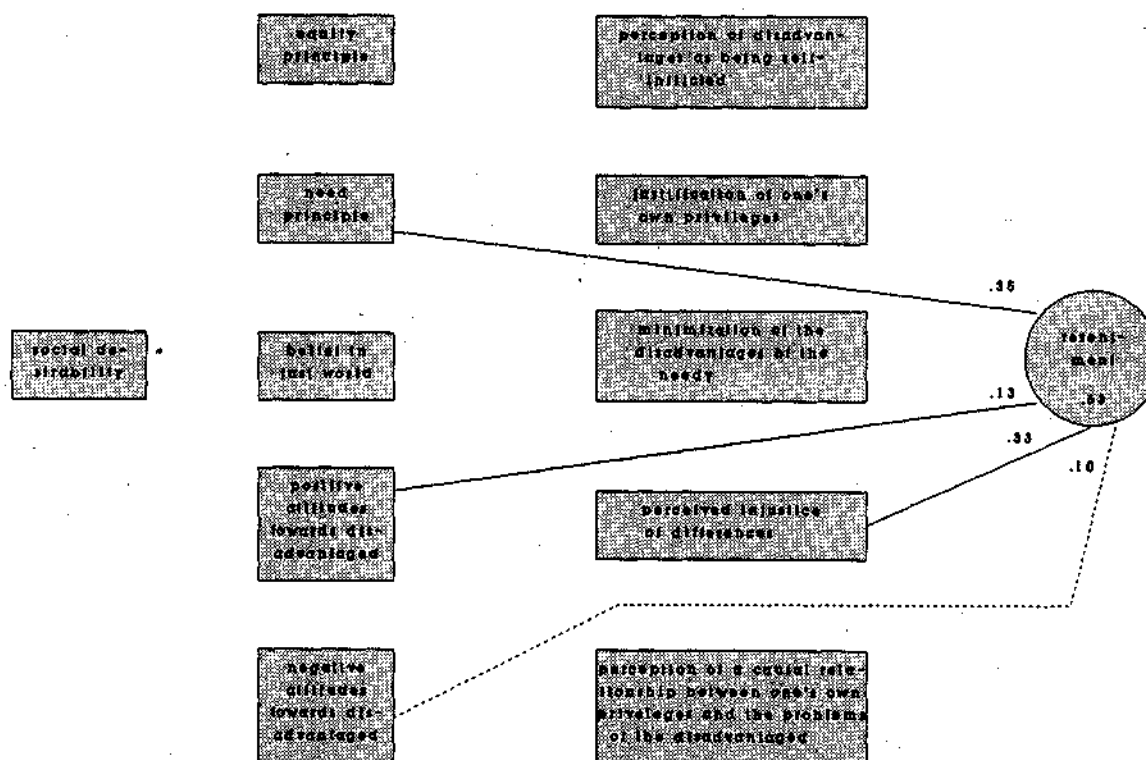 equity
principle
perception of disadvan-
tages as being self-
inflicted
need
principle
justification of one's
own privileges
.35
social de-
sirability
belief in
just world
minimization of the
disadvantages of the
needy
resent-
ment
.13
.33
.10
positive
attitudes
towards dis-
advantaged
perceived injustice
of differences
negative
attitudes
towards dis-
advantaged
perception of a causal rela-
tionship between one's own
priveleges and the problems
of the disadvantaged